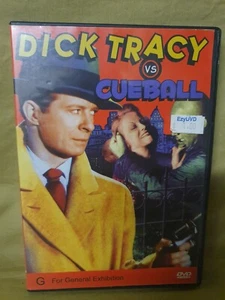 DICK TRACY
VS
CUEBALL
EzyDVD
G For General Exhibition
DVD